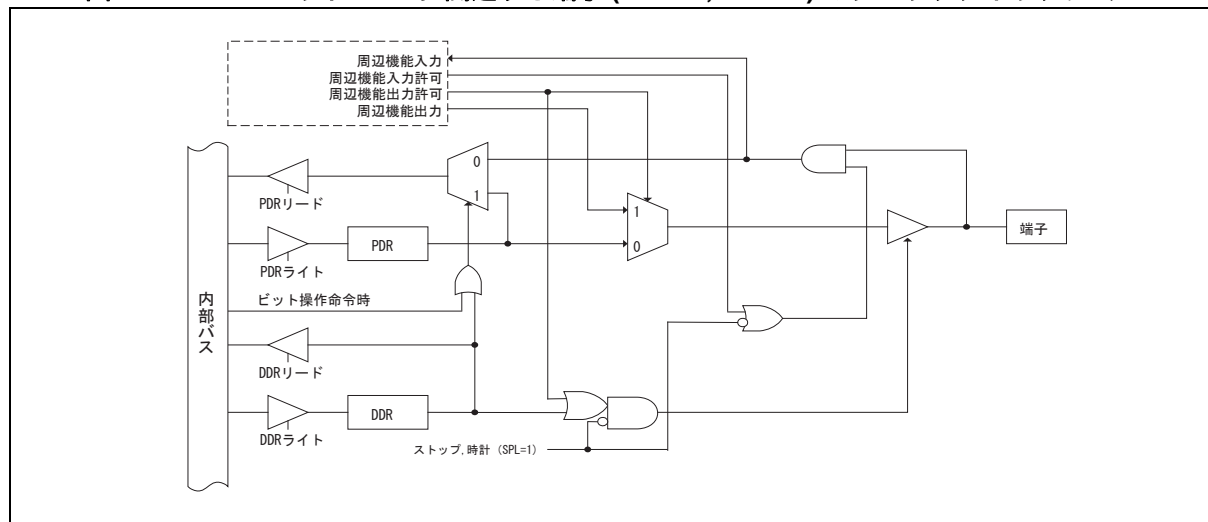 周辺機能入力
周辺機能入力許可
周辺機能出力許可
周辺機能出力
0
1
PDRリード
1
0
端子
PDR
PDRライト
ビット操作命令時
内部バス
DDRリード
DDR
DDRライト
ストップ,時計 (SPL=1)